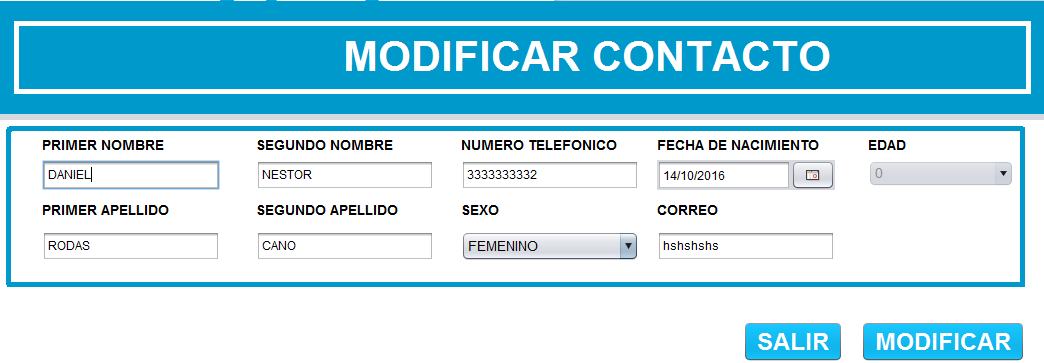 MODIFICAR CONTACTO
PRIMER NOMBRE SEGUNDO NOMBRE NUMERO TELEFONICO FECHA DE NACIMIENTO EDAD
DANIEL NESTOR 3333333332 14/10/2016 0
PRIMER APELLIDO SEGUNDO APELLIDO SEXO CORREO
RODAS CANO FEMENINO hshshshs
SALIR MODIFICAR